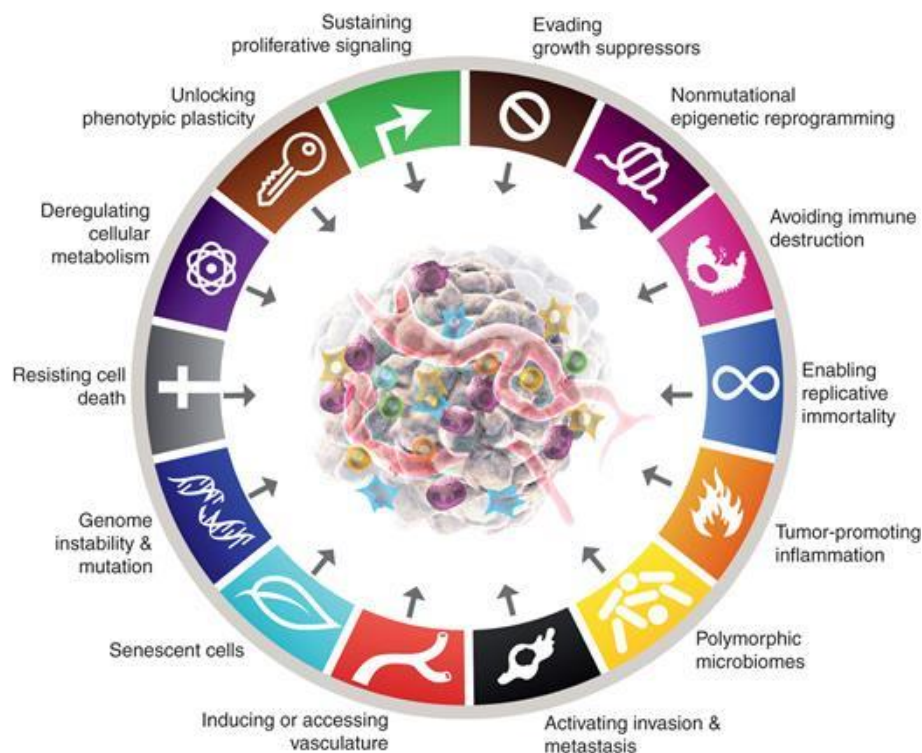 Sustaining
proliferative signaling
Evading
growth suppressors
Nonmutational
epigenetic reprogramming
Avoiding immune
destruction
Enabling
replicative
immortality
Tumor-promoting
inflammation
Polymorphic
microbiomes
Activating invasion &
metastasis
Inducing or accessing
vasculature
Senescent cells
Genome
instability &
mutation
Resisting cell
death
Deregulating
cellular
metabolism
Unlocking
phenotypic plasticity